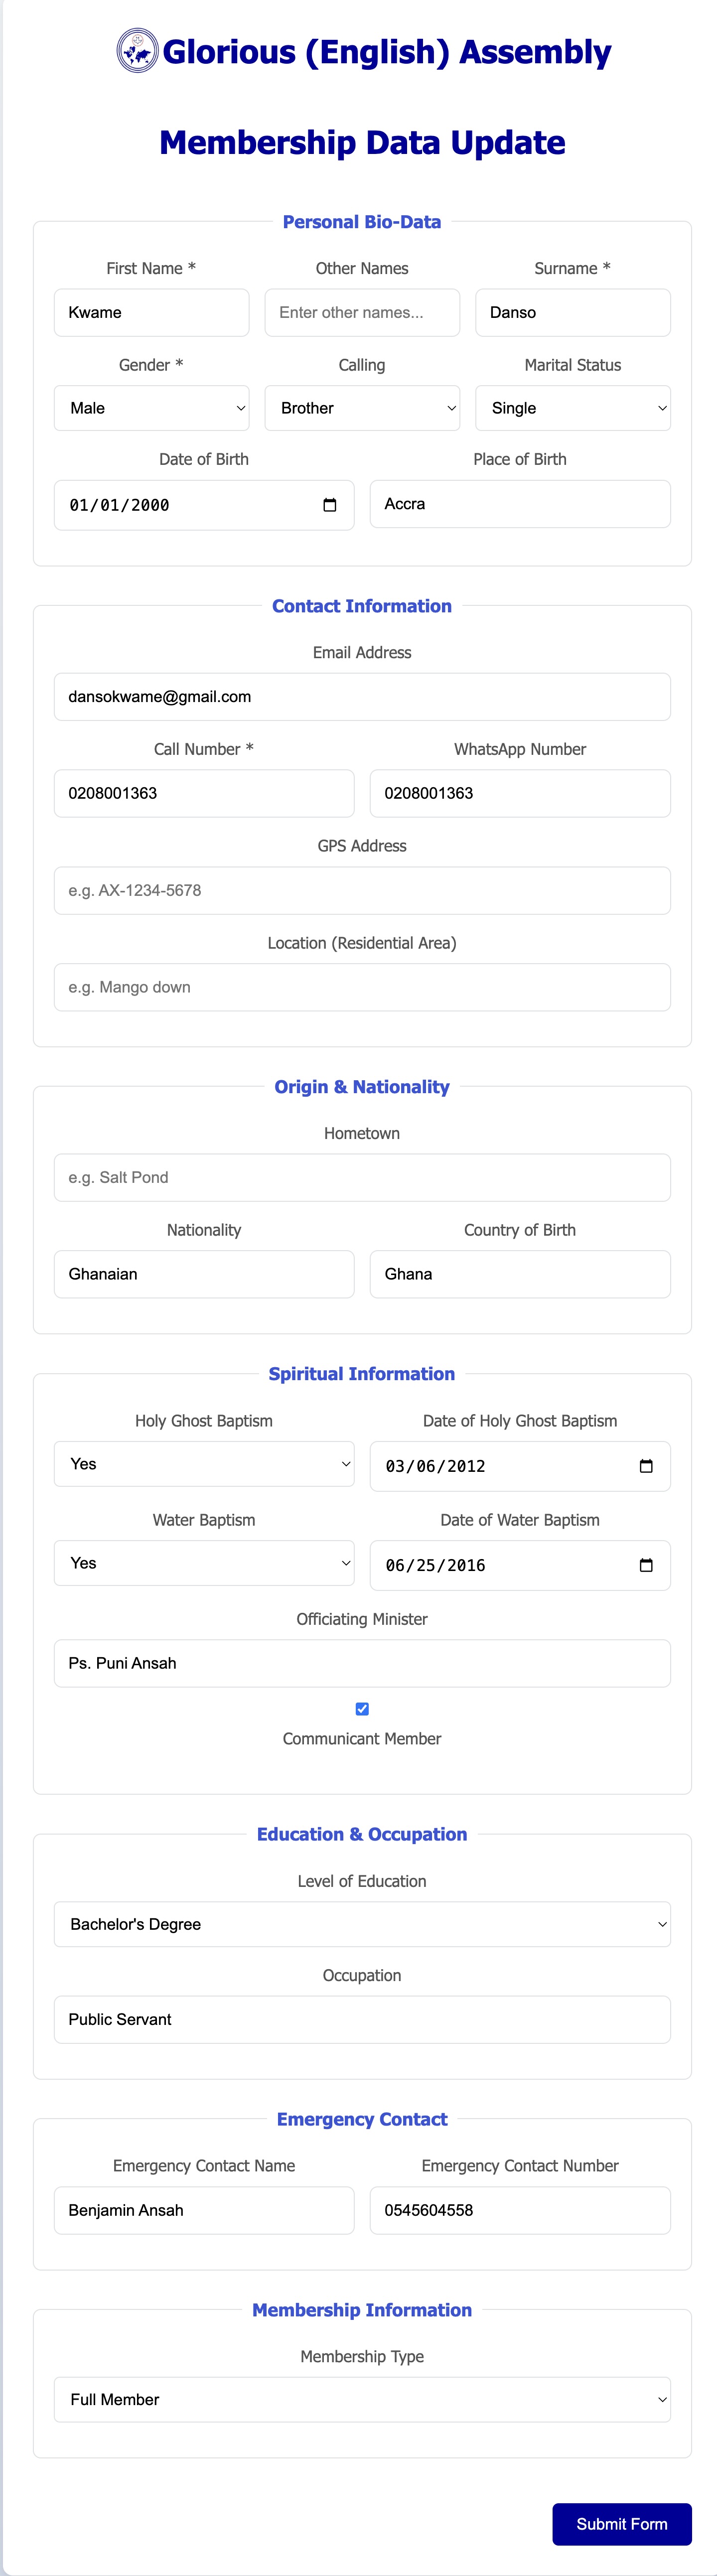 Glorious (English) Assembly
Membership Data Update
Personal Bio-Data
First Name * Other Names Surname *
Kwame Enter other names... Danso
Gender * Calling Marital Status
Male Brother Single
Date of Birth Place of Birth
01/01/2000 Accra
Contact Information
Email Address
dansokwame@gmail.com
Call Number * WhatsApp Number
0208001363 0208001363
GPS Address
e.g. AX-1234-5678
Location (Residential Area)
e.g. Mango down
Origin & Nationality
Hometown
e.g. Salt Pond
Nationality Country of Birth
Ghanaian Ghana
Spiritual Information
Holy Ghost Baptism Date of Holy Ghost Baptism
Yes 03/06/2012
Water Baptism Date of Water Baptism
Yes 06/25/2016
Officiating Minister
Ps. Puni Ansah
Communicant Member
Education & Occupation
Level of Education
Bachelor's Degree
Occupation
Public Servant
Emergency Contact
Emergency Contact Name Emergency Contact Number
Benjamin Ansah 0545604558
Membership Information
Membership Type
Full Member
Submit Form